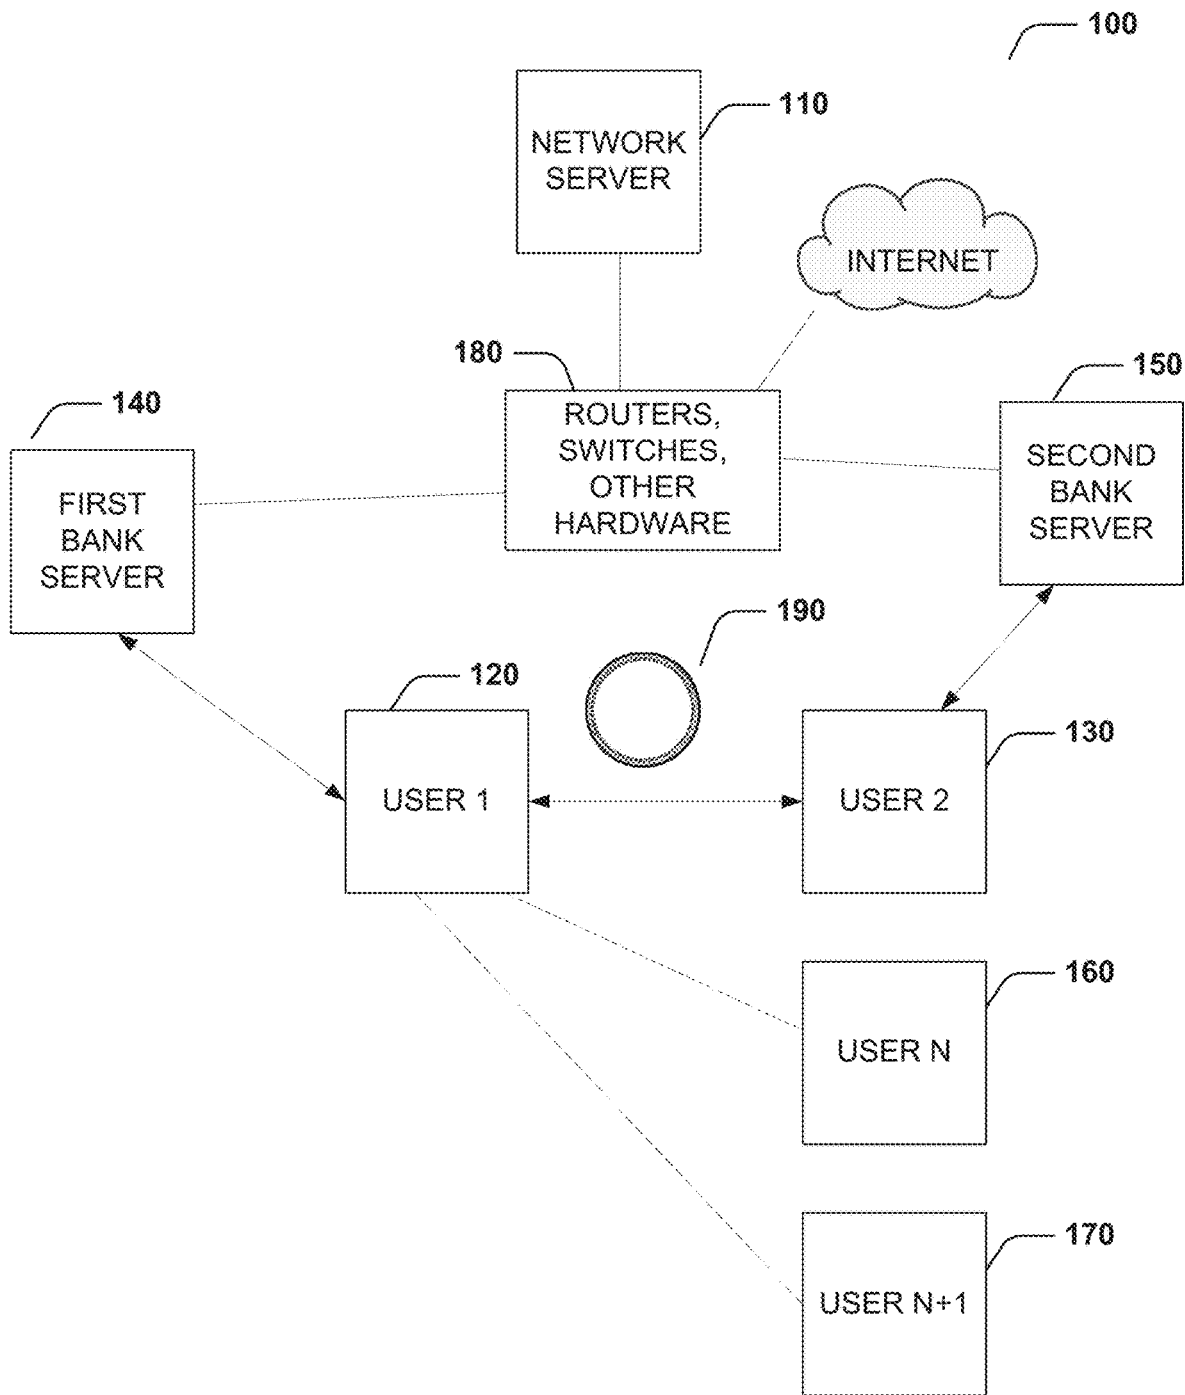 100
110
NETWORK
SERVER
INTERNET
180
150
140
ROUTERS,
SWITCHES,
OTHER
HARDWARE
SECOND
BANK
SERVER
FIRST
BANK
SERVER
190
120
130
USER 1
USER 2
160
USER N
170
USER N+1